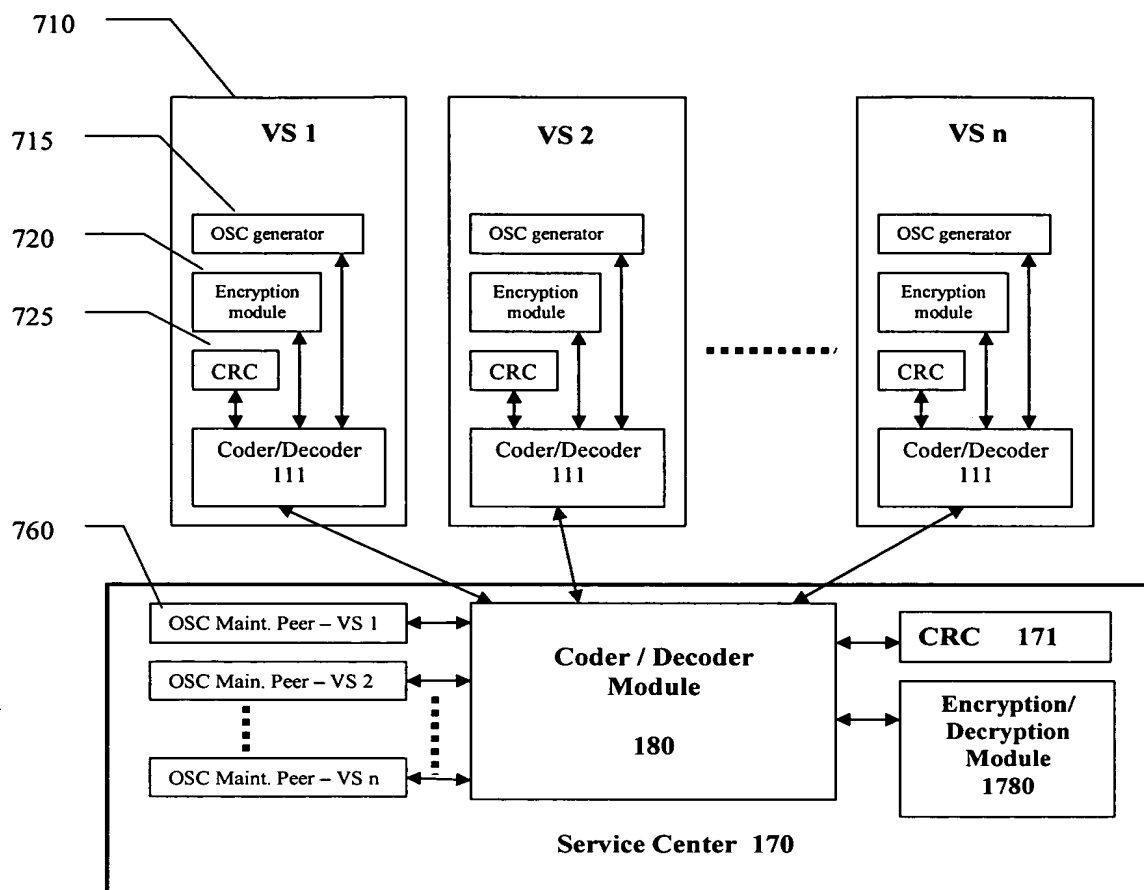 710
715
720
725
760
VS 1
OSC generator
Encryption
module
CRC
Coder/Decoder
111
VS 2
OSC generator
Encryption
module
CRC
Coder/Decoder
111
VS n
OSC generator
Encryption
module
CRC
Coder/Decoder
111
OSC Maint. Peer – VS 1
OSC Main. Peer – VS 2
OSC Maint. Peer – VS n
Coder / Decoder
Module
180
CRC 171
Encryption/
Decryption
Module
1780
Service Center 170